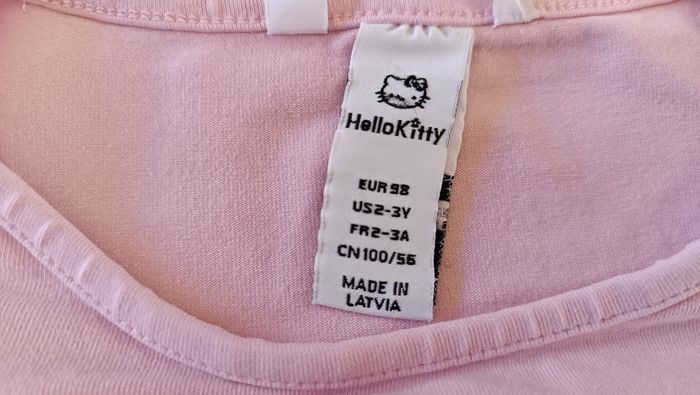 HelloKitty
EUR 98
US2-3Y
FR2-3A
CN100/56
MADE IN
LATVIA